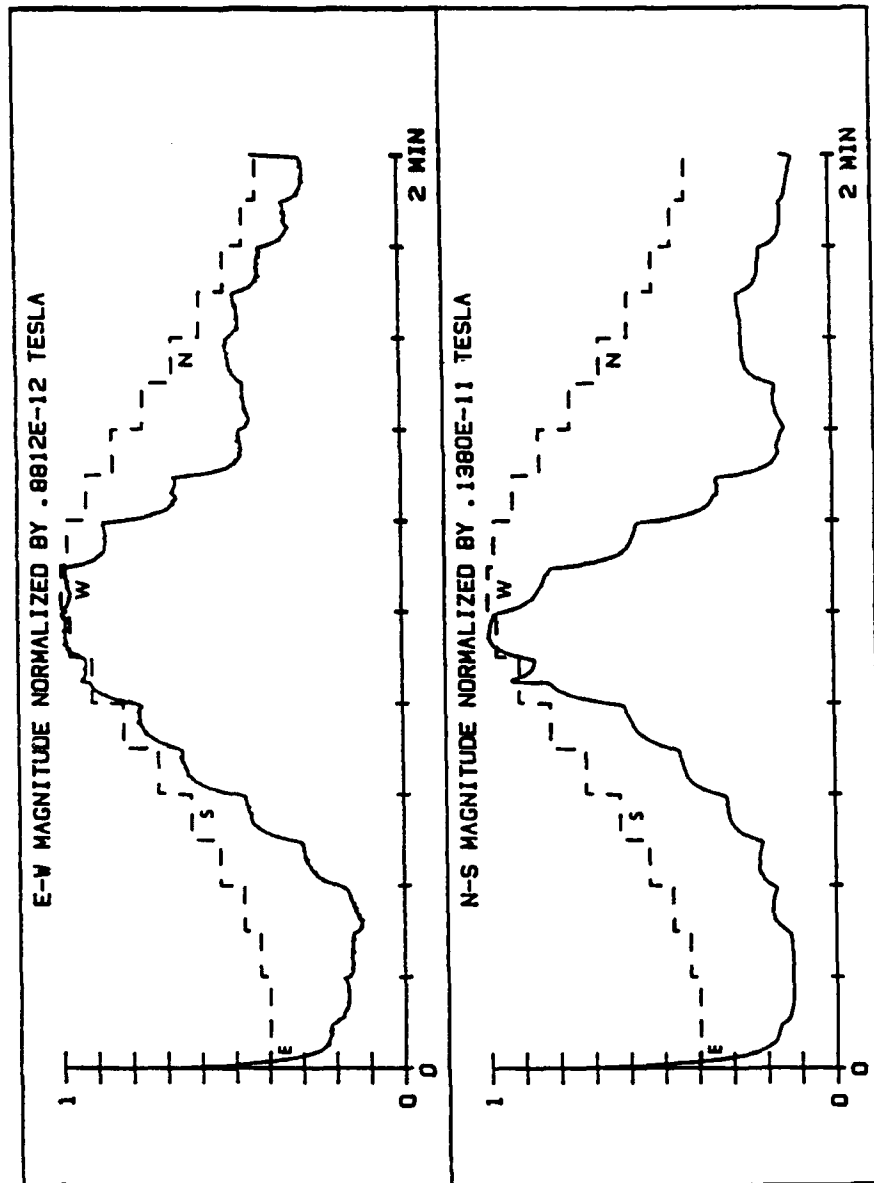 E-W MAGNITUDE NORMALIZED BY .8812E-12 TESLA
1
E
S
W
N
0
0
2 MIN
N-S MAGNITUDE NORMALIZED BY .1380E-11 TESLA
1
E
S
W
N
0
0
2 MIN